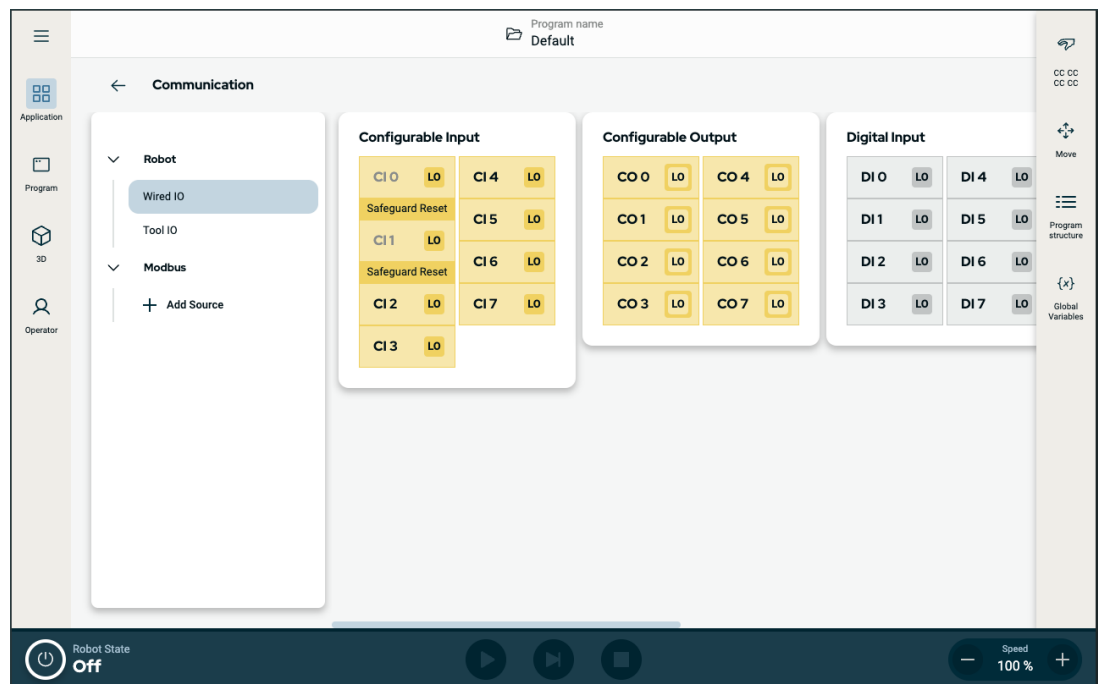 Program name
Default
Application
Program
3D
Operator
Communication
Robot
Wired IO
Tool IO
Modbus
Add Source
Configurable Input
CI 0 LO CI 4 LO
Safeguard Reset
CI 5 LO
CI 1 LO
CI 6 LO
Safeguard Reset
CI 2 LO CI 7 LO
CI 3 LO
Configurable Output
CO 0 LO CO 4 LO
CO 1 LO CO 5 LO
CO 2 LO CO 6 LO
CO 3 LO CO 7 LO
Digital Input
DI 0 LO DI 4 LO
DI 1 LO DI 5 LO
DI 2 LO DI 6 LO
DI 3 LO DI 7 LO
CC CC
CC CC
Move
Program
structure
{x}
Global
Variables
Robot State
Off
Speed
100 %